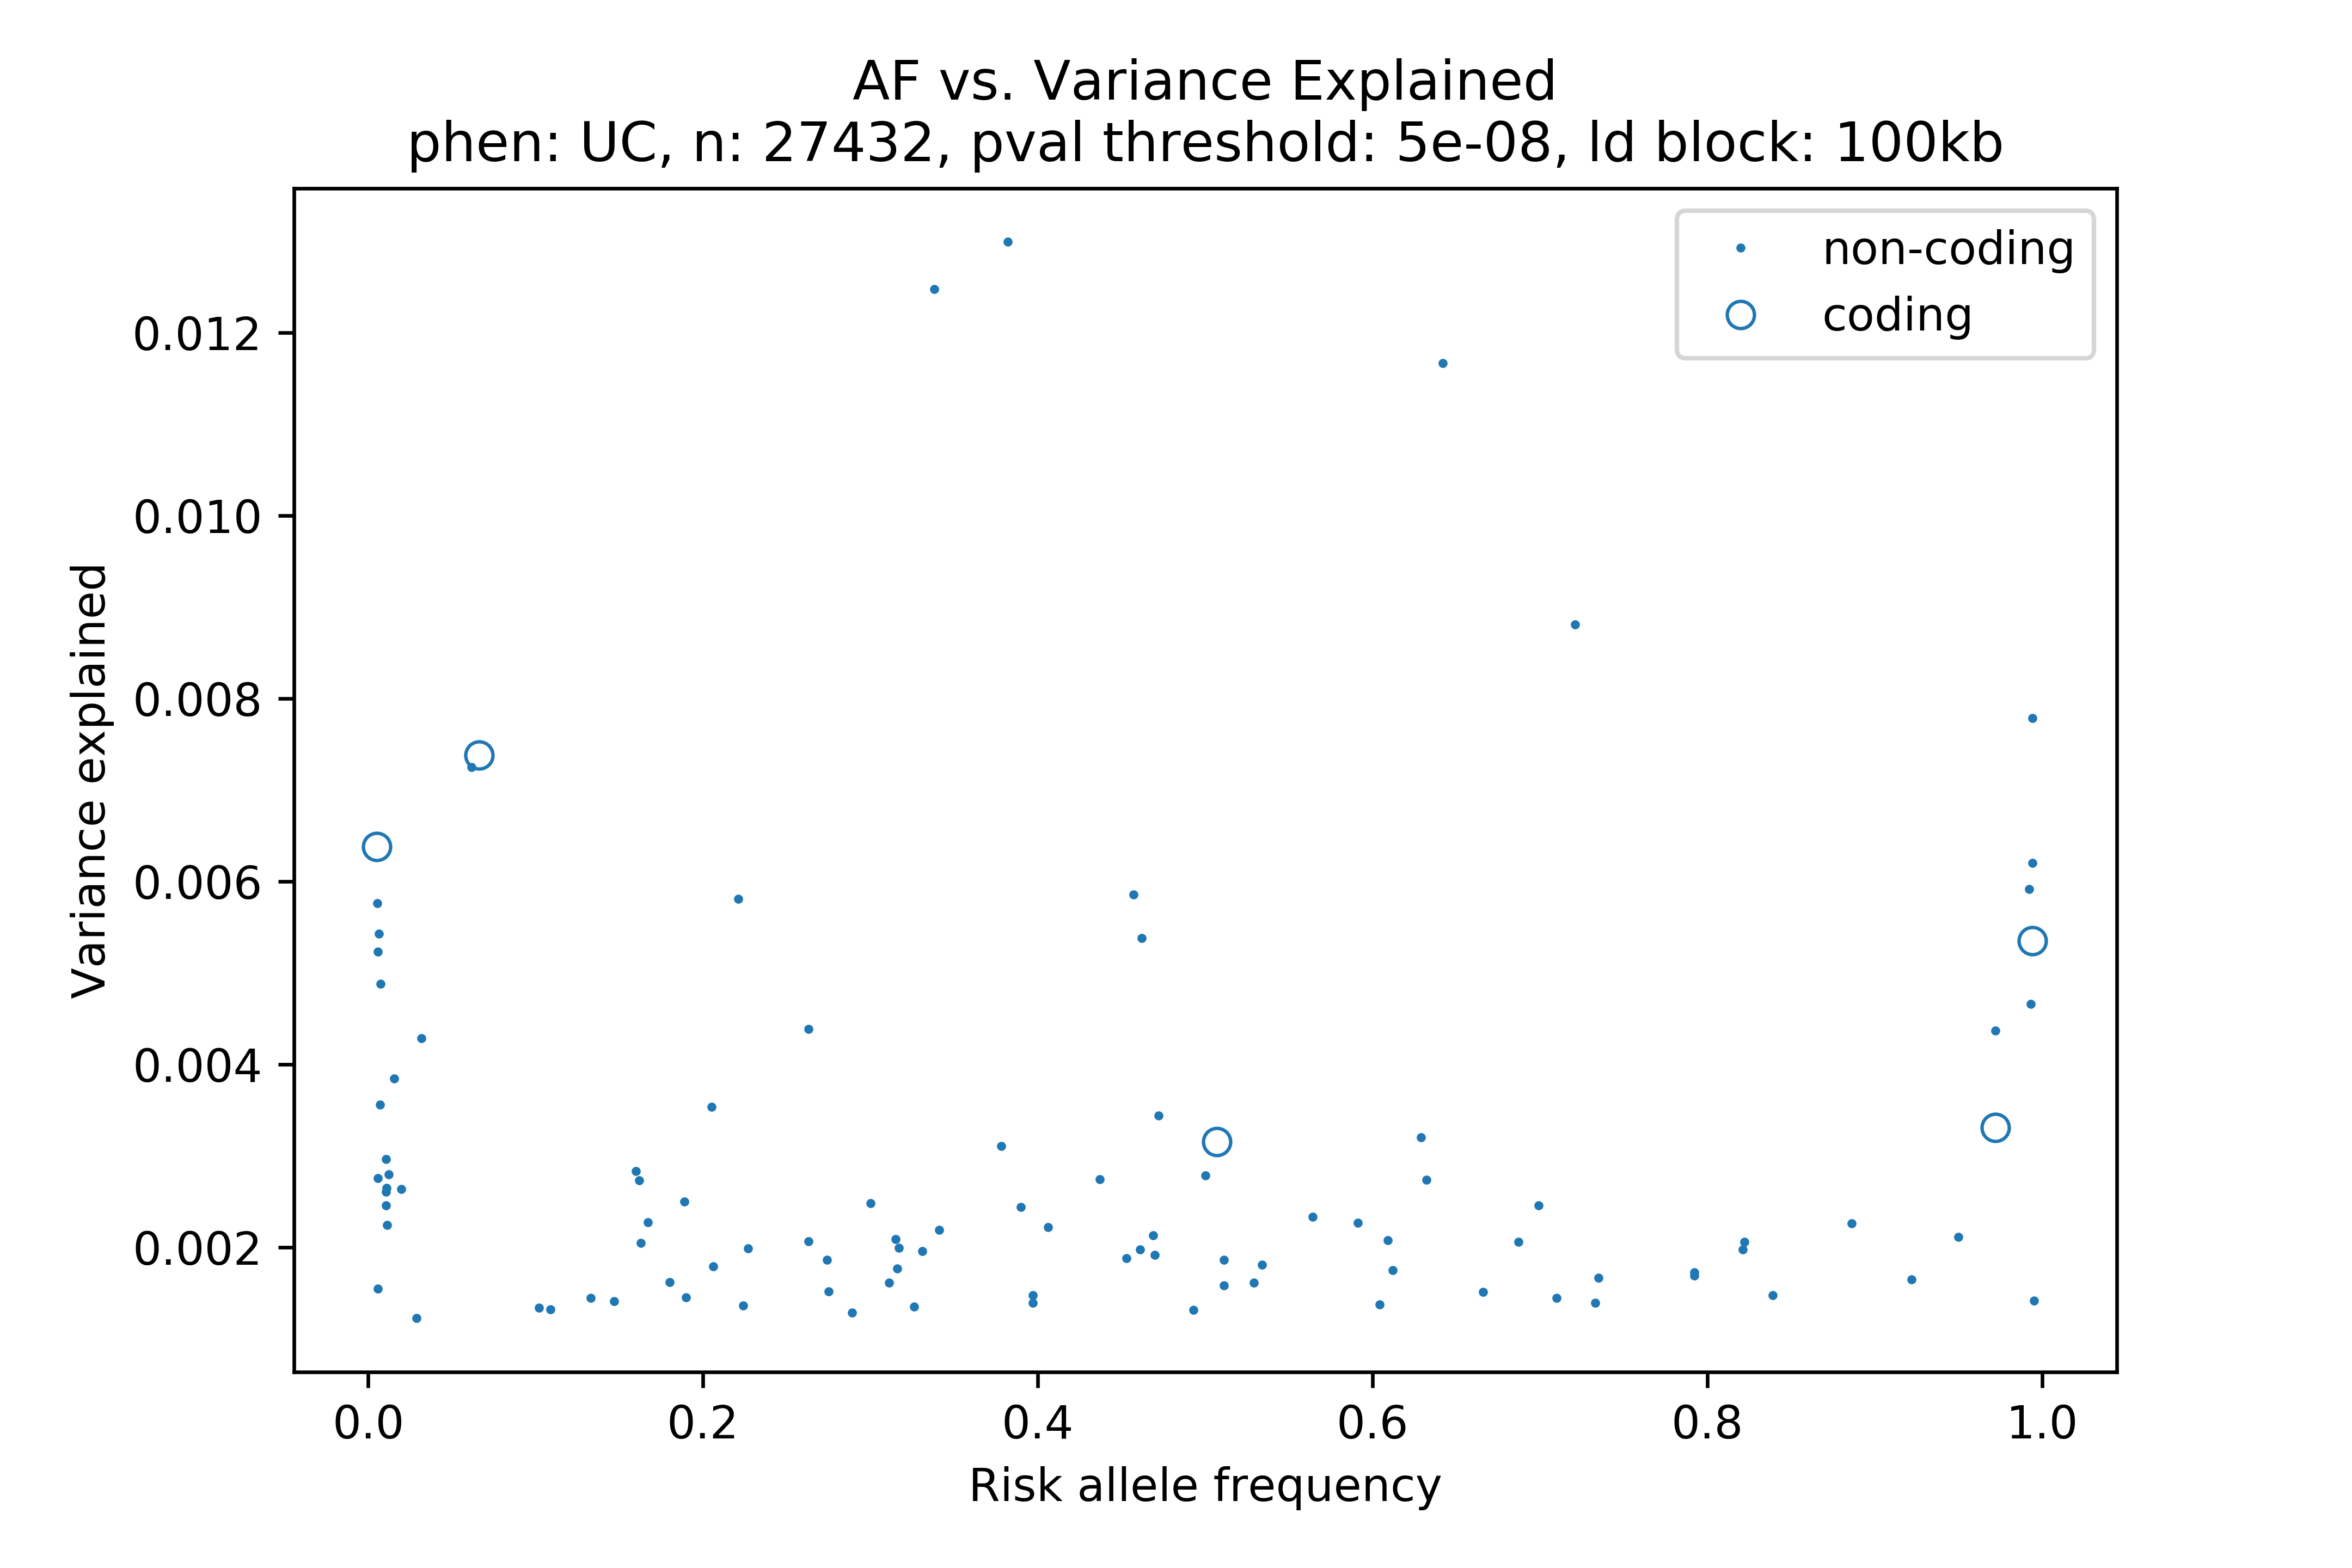 AF vs. Variance Explained
phen: UC, n: 27432, pval threshold: 5e-08, ld block: 100kb
non-coding
coding
Variance explained
0.012
0.010
0.008
0.006
0.004
0.002
0.0 0.2 0.4 0.6 0.8 1.0
Risk allele frequency